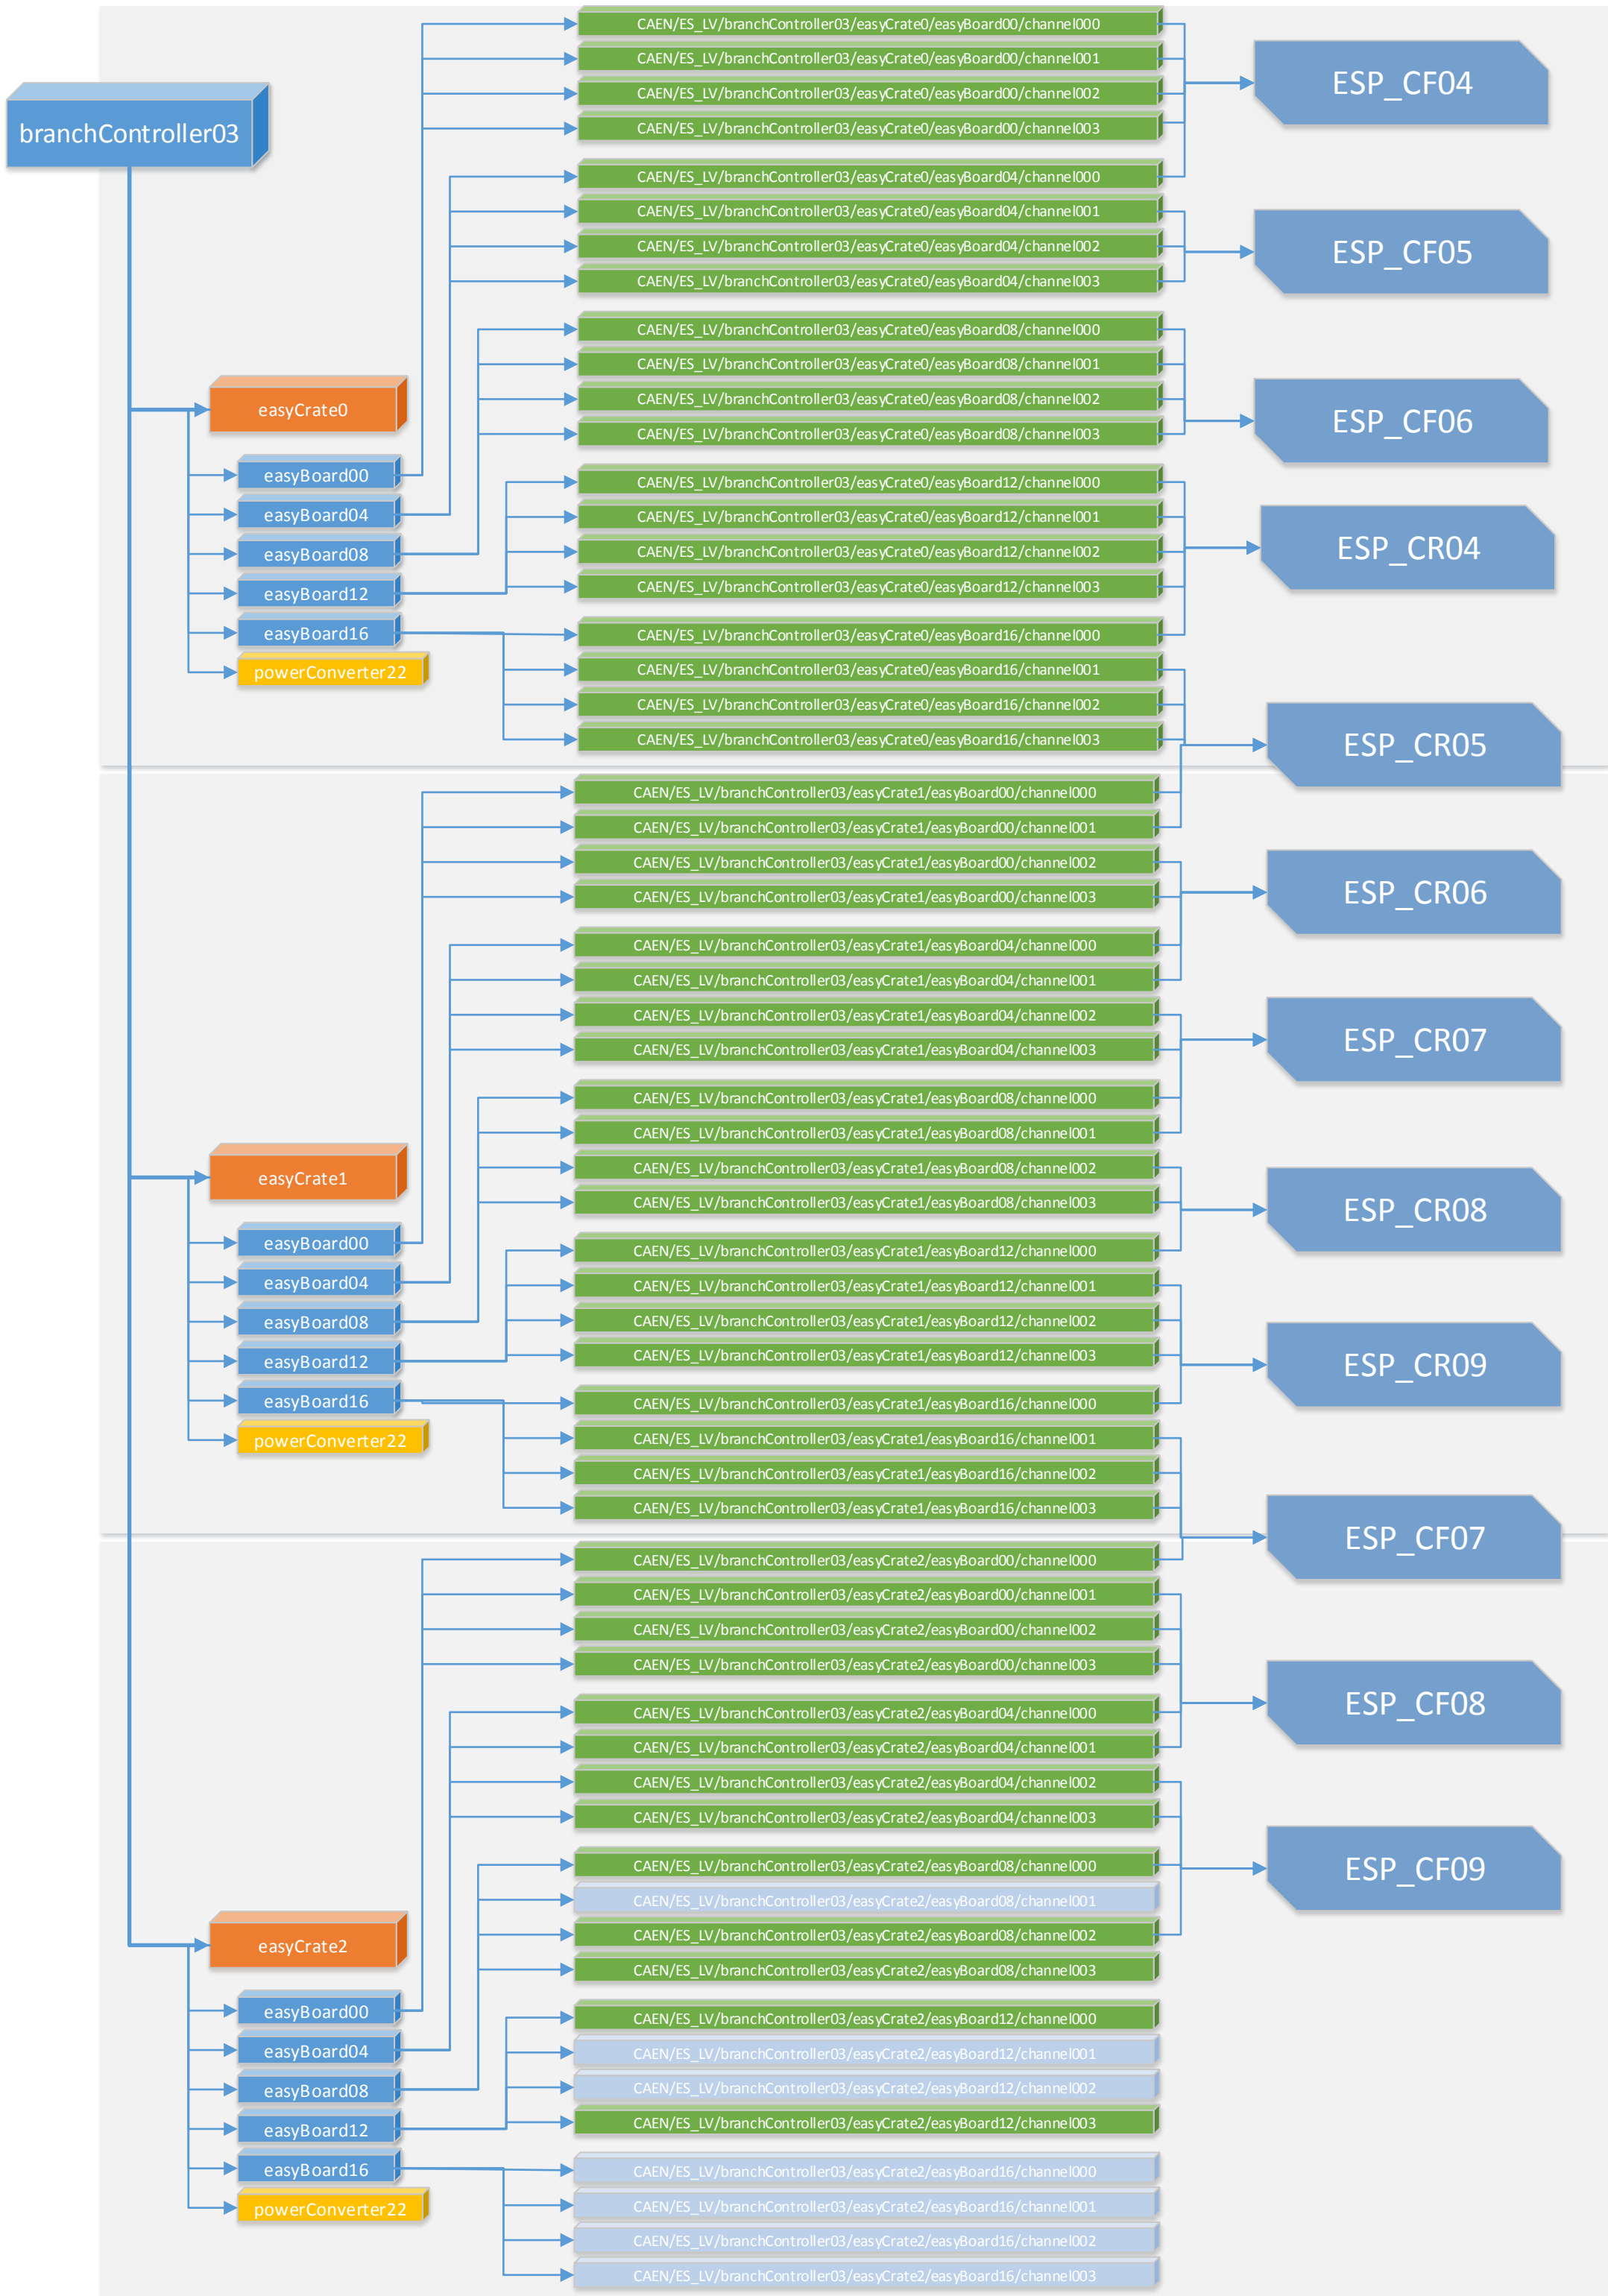 branchController03
easyCrate0
easyBoard00
easyBoard04
easyBoard08
easyBoard12
easyBoard16
powerConverter22
CAEN/ES_LV/branchController03/easyCrate0/easyBoard00/channel000
CAEN/ES_LV/branchController03/easyCrate0/easyBoard00/channel001
CAEN/ES_LV/branchController03/easyCrate0/easyBoard00/channel002
CAEN/ES_LV/branchController03/easyCrate0/easyBoard00/channel003
CAEN/ES_LV/branchController03/easyCrate0/easyBoard04/channel000
CAEN/ES_LV/branchController03/easyCrate0/easyBoard04/channel001
CAEN/ES_LV/branchController03/easyCrate0/easyBoard04/channel002
CAEN/ES_LV/branchController03/easyCrate0/easyBoard04/channel003
CAEN/ES_LV/branchController03/easyCrate0/easyBoard08/channel000
CAEN/ES_LV/branchController03/easyCrate0/easyBoard08/channel001
CAEN/ES_LV/branchController03/easyCrate0/easyBoard08/channel002
CAEN/ES_LV/branchController03/easyCrate0/easyBoard08/channel003
CAEN/ES_LV/branchController03/easyCrate0/easyBoard12/channel000
CAEN/ES_LV/branchController03/easyCrate0/easyBoard12/channel001
CAEN/ES_LV/branchController03/easyCrate0/easyBoard12/channel002
CAEN/ES_LV/branchController03/easyCrate0/easyBoard12/channel003
CAEN/ES_LV/branchController03/easyCrate0/easyBoard16/channel000
CAEN/ES_LV/branchController03/easyCrate0/easyBoard16/channel001
CAEN/ES_LV/branchController03/easyCrate0/easyBoard16/channel002
CAEN/ES_LV/branchController03/easyCrate0/easyBoard16/channel003
ESP_CF04
ESP_CF05
ESP_CF06
ESP_CR04
ESP_CR05
easyCrate1
easyBoard00
easyBoard04
easyBoard08
easyBoard12
easyBoard16
powerConverter22
CAEN/ES_LV/branchController03/easyCrate1/easyBoard00/channel000
CAEN/ES_LV/branchController03/easyCrate1/easyBoard00/channel001
CAEN/ES_LV/branchController03/easyCrate1/easyBoard00/channel002
CAEN/ES_LV/branchController03/easyCrate1/easyBoard00/channel003
CAEN/ES_LV/branchController03/easyCrate1/easyBoard04/channel000
CAEN/ES_LV/branchController03/easyCrate1/easyBoard04/channel001
CAEN/ES_LV/branchController03/easyCrate1/easyBoard04/channel002
CAEN/ES_LV/branchController03/easyCrate1/easyBoard04/channel003
CAEN/ES_LV/branchController03/easyCrate1/easyBoard08/channel000
CAEN/ES_LV/branchController03/easyCrate1/easyBoard08/channel001
CAEN/ES_LV/branchController03/easyCrate1/easyBoard08/channel002
CAEN/ES_LV/branchController03/easyCrate1/easyBoard08/channel003
CAEN/ES_LV/branchController03/easyCrate1/easyBoard12/channel000
CAEN/ES_LV/branchController03/easyCrate1/easyBoard12/channel001
CAEN/ES_LV/branchController03/easyCrate1/easyBoard12/channel002
CAEN/ES_LV/branchController03/easyCrate1/easyBoard12/channel003
CAEN/ES_LV/branchController03/easyCrate1/easyBoard16/channel000
CAEN/ES_LV/branchController03/easyCrate1/easyBoard16/channel001
CAEN/ES_LV/branchController03/easyCrate1/easyBoard16/channel002
CAEN/ES_LV/branchController03/easyCrate1/easyBoard16/channel003
ESP_CR06
ESP_CR07
ESP_CR08
ESP_CR09
ESP_CF07
easyCrate2
easyBoard00
easyBoard04
easyBoard08
easyBoard12
easyBoard16
powerConverter22
CAEN/ES_LV/branchController03/easyCrate2/easyBoard00/channel000
CAEN/ES_LV/branchController03/easyCrate2/easyBoard00/channel001
CAEN/ES_LV/branchController03/easyCrate2/easyBoard00/channel002
CAEN/ES_LV/branchController03/easyCrate2/easyBoard00/channel003
CAEN/ES_LV/branchController03/easyCrate2/easyBoard04/channel000
CAEN/ES_LV/branchController03/easyCrate2/easyBoard04/channel001
CAEN/ES_LV/branchController03/easyCrate2/easyBoard04/channel002
CAEN/ES_LV/branchController03/easyCrate2/easyBoard04/channel003
CAEN/ES_LV/branchController03/easyCrate2/easyBoard08/channel000
CAEN/ES_LV/branchController03/easyCrate2/easyBoard08/channel001
CAEN/ES_LV/branchController03/easyCrate2/easyBoard08/channel002
CAEN/ES_LV/branchController03/easyCrate2/easyBoard08/channel003
CAEN/ES_LV/branchController03/easyCrate2/easyBoard12/channel000
CAEN/ES_LV/branchController03/easyCrate2/easyBoard12/channel001
CAEN/ES_LV/branchController03/easyCrate2/easyBoard12/channel002
CAEN/ES_LV/branchController03/easyCrate2/easyBoard12/channel003
CAEN/ES_LV/branchController03/easyCrate2/easyBoard16/channel000
CAEN/ES_LV/branchController03/easyCrate2/easyBoard16/channel001
CAEN/ES_LV/branchController03/easyCrate2/easyBoard16/channel002
CAEN/ES_LV/branchController03/easyCrate2/easyBoard16/channel003
ESP_CF08
ESP_CF09